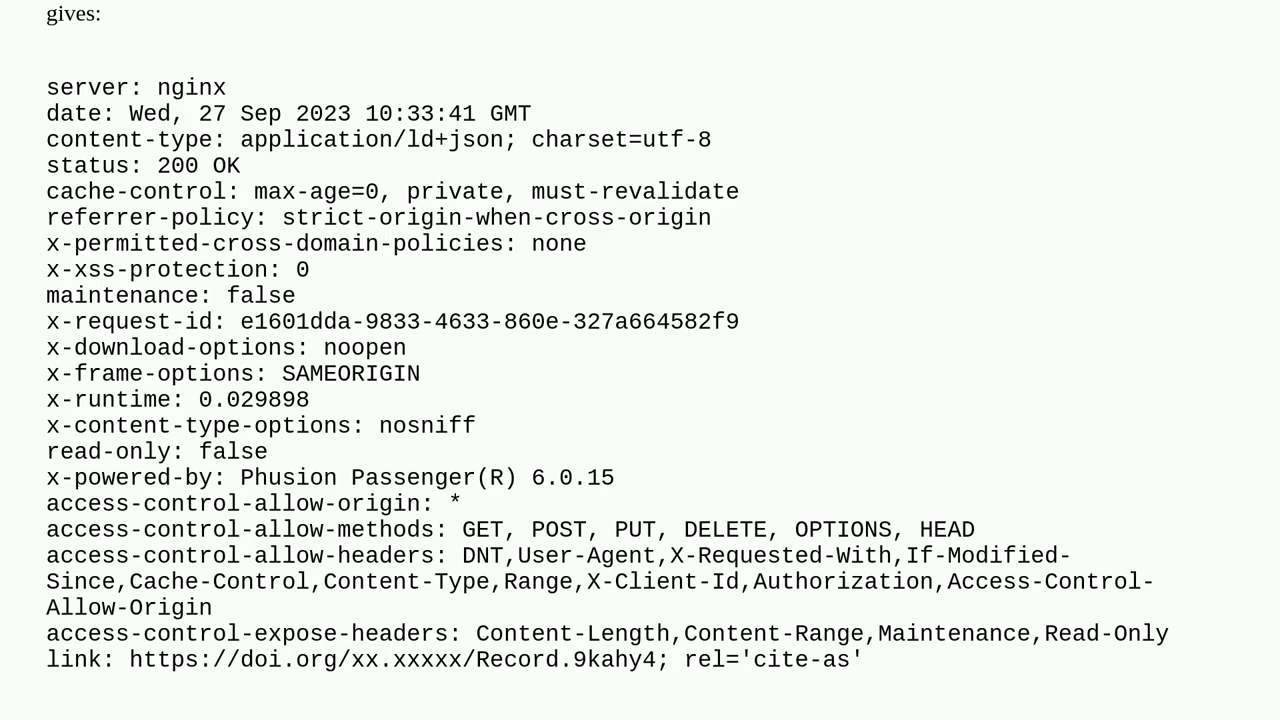 gives:
server: nginx
date: Wed, 27 Sep 2023 10:33:41 GMT
content-type: application/ld+json; charset=utf-8
status: 200 OK
cache-control: max-age=0, private, must-revalidate
referrer-policy: strict-origin-when-cross-origin
x-permitted-cross-domain-policies: none
x-xss-protection: 0
maintenance: false
x-request-id: e1601dda-9833-4633-860e-327a664582f9
x-download-options: noopen
x-frame-options: SAMEORIGIN
x-runtime: 0.029898
x-content-type-options: nosniff
read-only: false
x-powered-by: Phusion Passenger(R) 6.0.15
access-control-allow-origin: *
access-control-allow-methods: GET, POST, PUT, DELETE, OPTIONS, HEAD
access-control-allow-headers: DNT,User-Agent,X-Requested-With,If-Modified-
Since,Cache-Control,Content-Type,Range,X-Client-Id,Authorization,Access-Control-
Allow-Origin
access-control-expose-headers: Content-Length,Content-Range,Maintenance,Read-Only
link: https://doi.org/xx.xxxxx/Record.9kahy4; rel='cite-as'